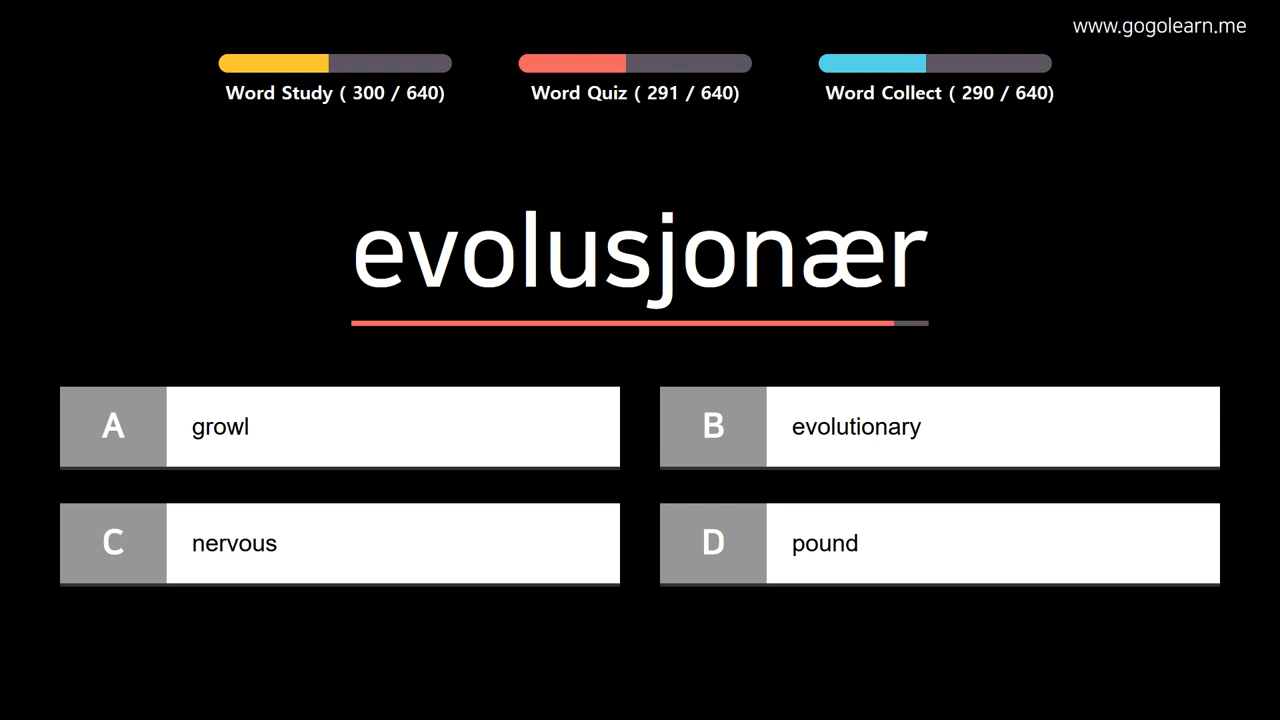 www.gogolearn.me
Word Study ( 300 / 640)
Word Quiz ( 291 / 640)
Word Collect ( 290 / 640)
evolusjonær
A growl
B evolutionary
C nervous
D pound